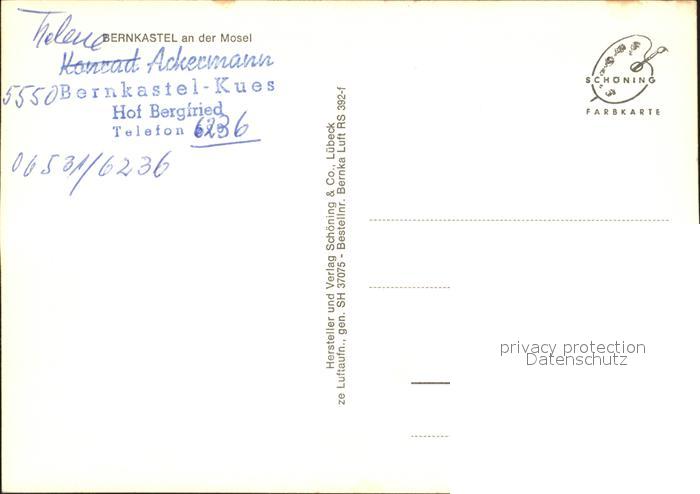 BERNKASTEL an der Mosel
Helene
Konrad Ackermann
5550 Bernkastel-Kues
Hof Bergfried
Telefon 6236
06531/6236
Hersteller und Verlag Schöning & Co., Lübeck
ze Luftaufn., gen. SH 37075 - Bestellnr. Bernka Luft RS 392-f
SCHÖNING
FARBKARTE
privacy protection
Datenschutz